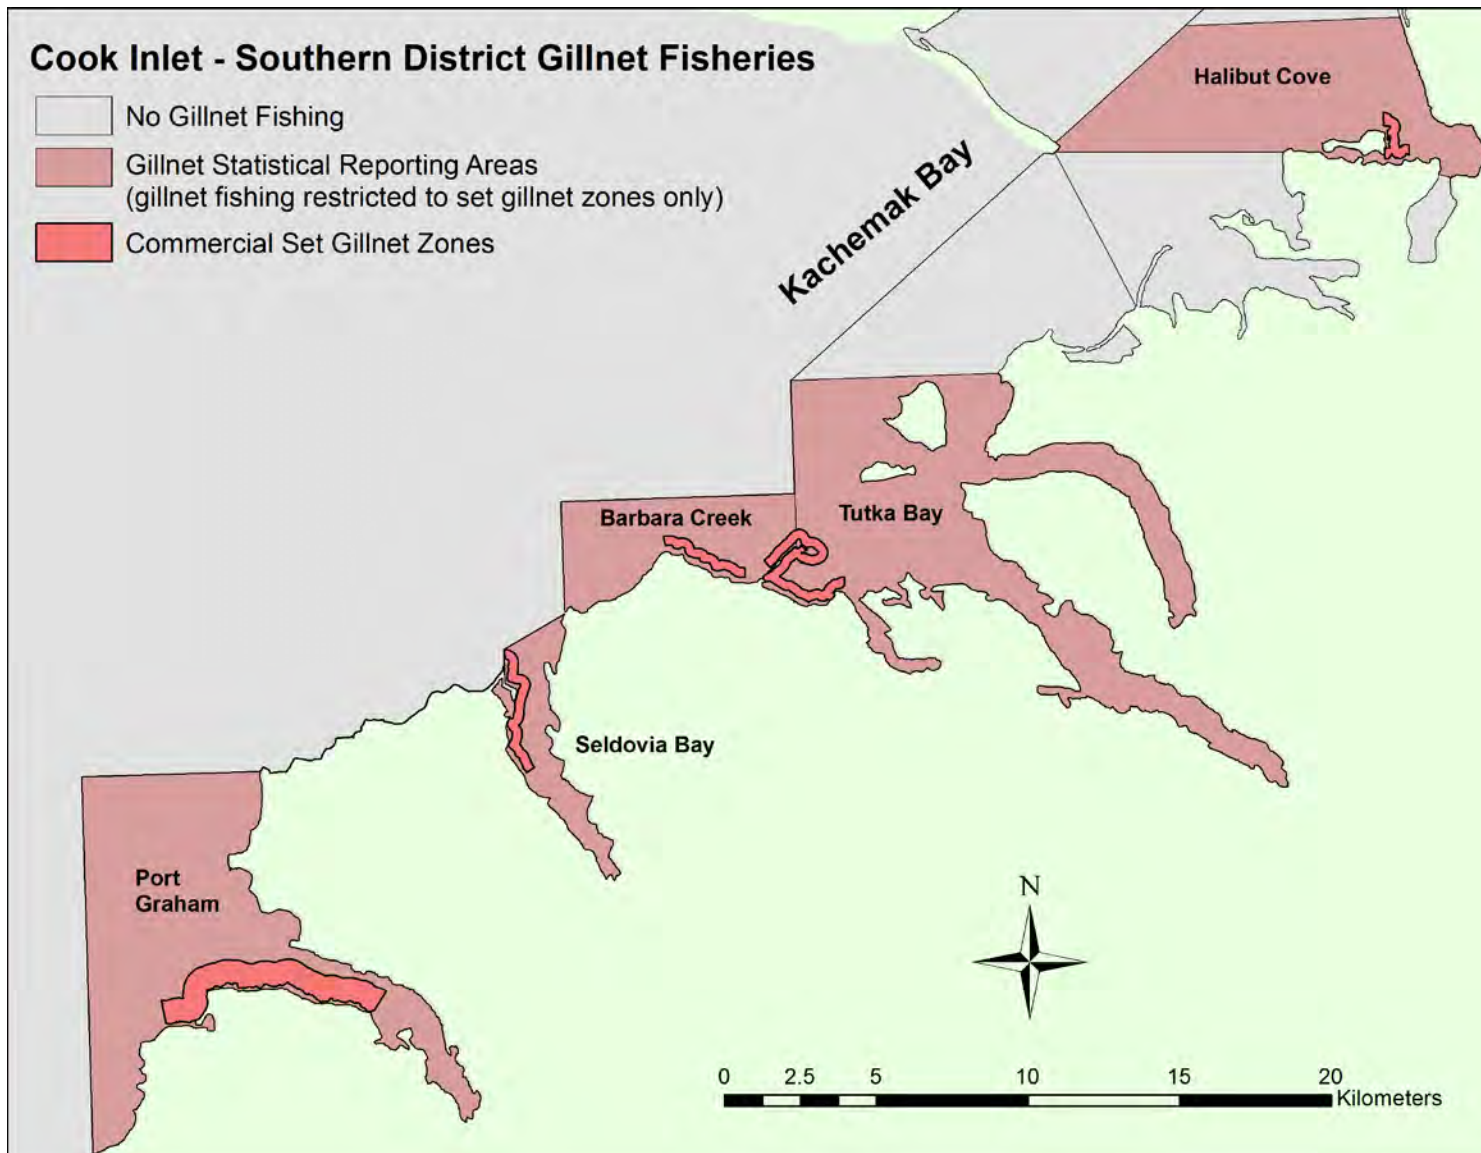 Cook Inlet - Southern District Gillnet Fisheries
No Gillnet Fishing
Gillnet Statistical Reporting Areas
(gillnet fishing restricted to set gillnet zones only)
Commercial Set Gillnet Zones
Halibut Cove
Kachemak Bay
Barbara Creek
Tutka Bay
Seldovia Bay
Port
Graham
N
0 2.5 5 10 15 20
Kilometers